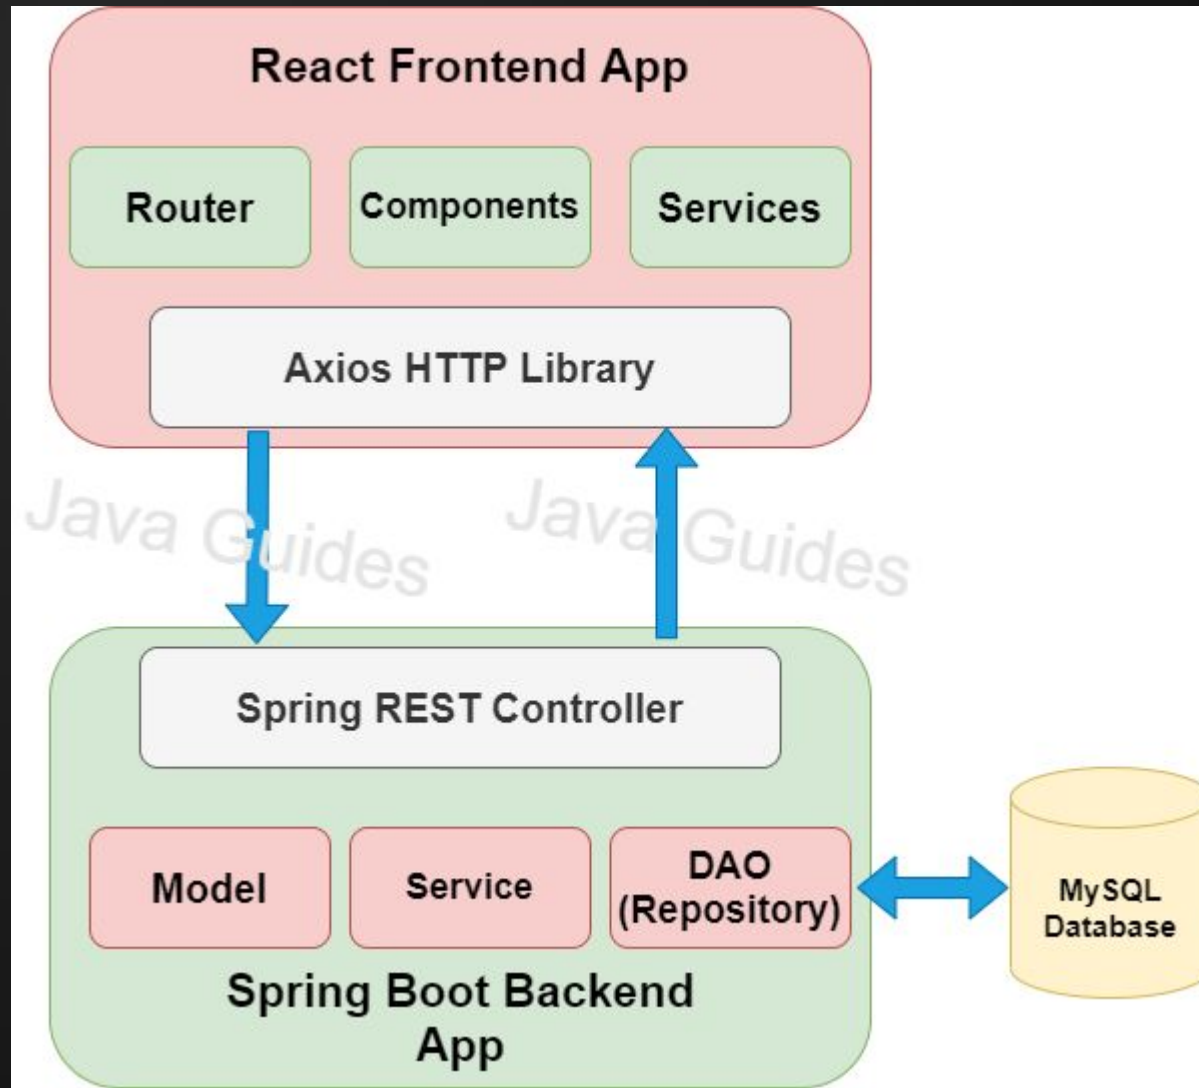 React Frontend App
Router
Components
Services
Axios HTTP Library
Java Guides
Java Guides
Spring REST Controller
Model
Service
DAO
(Repository)
MySQL
Database
Spring Boot Backend
App